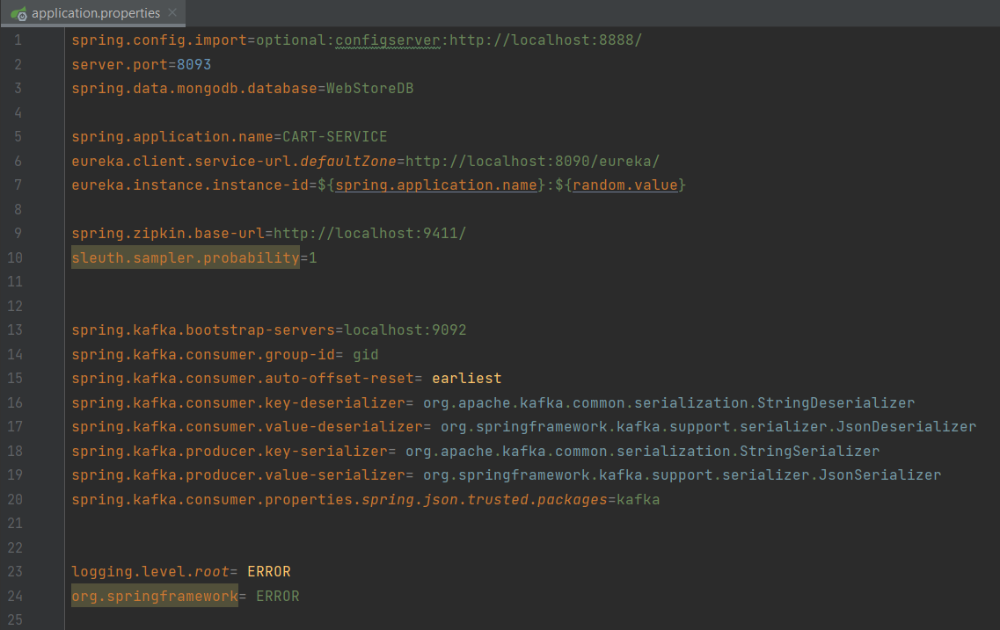 application.properties
1 spring.config.import=optional:configserver:http://localhost:8888/
2 server.port=8093
3 spring.data.mongodb.database=WebStoreDB
4
5 spring.application.name=CART-SERVICE
6 eureka.client.service-url.defaultZone=http://localhost:8090/eureka/
7 eureka.instance.instance-id=${spring.application.name}:${random.value}
8
9 spring.zipkin.base-url=http://localhost:9411/
10 sleuth.sampler.probability=1
11
12
13 spring.kafka.bootstrap-servers=localhost:9092
14 spring.kafka.consumer.group-id= gid
15 spring.kafka.consumer.auto-offset-reset= earliest
16 spring.kafka.consumer.key-deserializer= org.apache.kafka.common.serialization.StringDeserializer
17 spring.kafka.consumer.value-deserializer= org.springframework.kafka.support.serializer.JsonDeserializer
18 spring.kafka.producer.key-serializer= org.apache.kafka.common.serialization.StringSerializer
19 spring.kafka.producer.value-serializer= org.springframework.kafka.support.serializer.JsonSerializer
20 spring.kafka.consumer.properties.spring.json.trusted.packages=kafka
21
22
23 logging.level.root= ERROR
24 org.springframework= ERROR
25